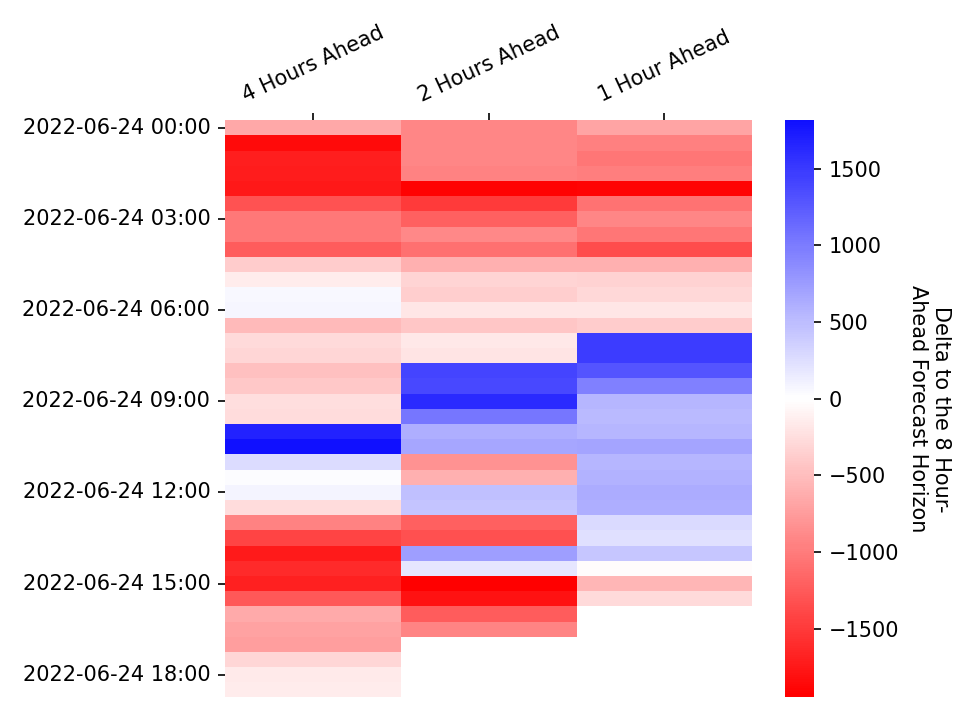 4 Hours Ahead
2 Hours Ahead
1 Hour Ahead
2022-06-24 00:00
2022-06-24 03:00
2022-06-24 06:00
2022-06-24 09:00
2022-06-24 12:00
2022-06-24 15:00
2022-06-24 18:00
1500
1000
500
0
−500
−1000
−1500
Delta to the 8 Hour-
Ahead Forecast Horizon